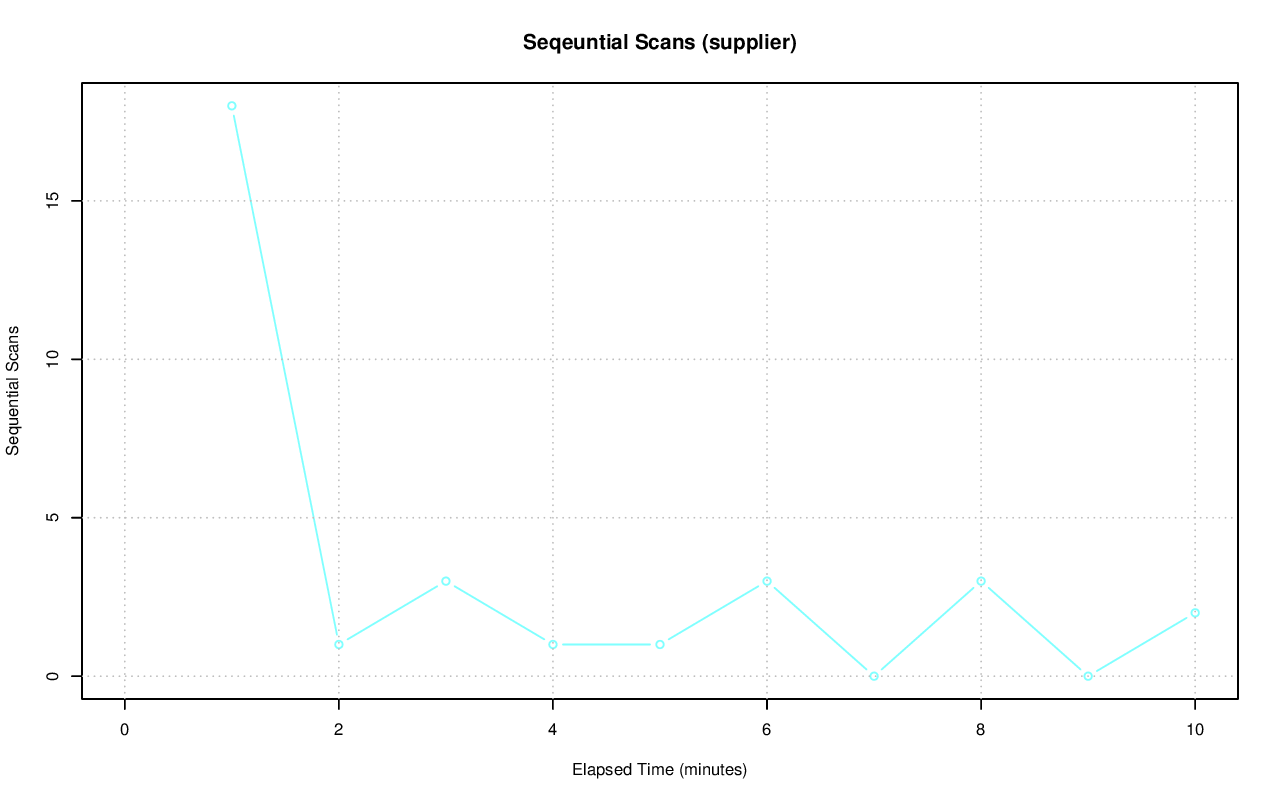 Seqeuntial Scans (supplier)
Sequential Scans
15
10
5
0
0 2 4 6 8 10
Elapsed Time (minutes)